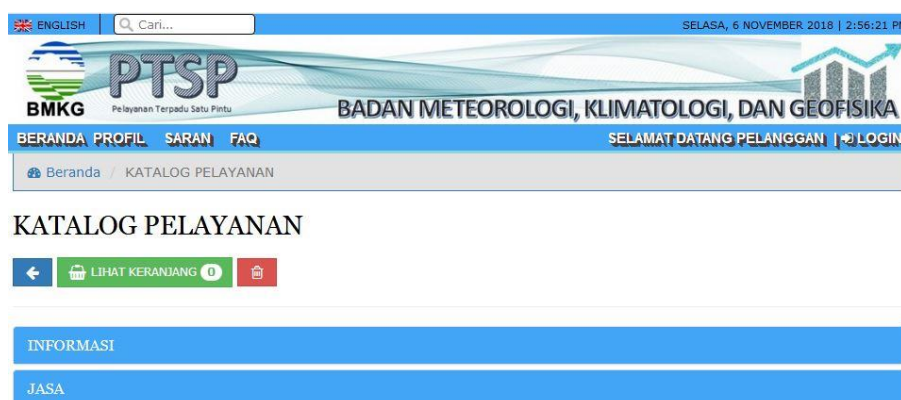 ENGLISH
Cari...
SELASA, 6 NOVEMBER 2018 | 2:56:21 PM
BMKG
PTSP
Pelayanan Terpadu Satu Pintu
BADAN METEOROLOGI, KLIMATOLOGI, DAN GEOFISIKA
BERANDA PROFIL SARAN FAQ
SELAMAT DATANG PELANGGAN | LOGIN
Beranda / KATALOG PELAYANAN
KATALOG PELAYANAN
LIHAT KERANJANG 0
INFORMASI
JASA